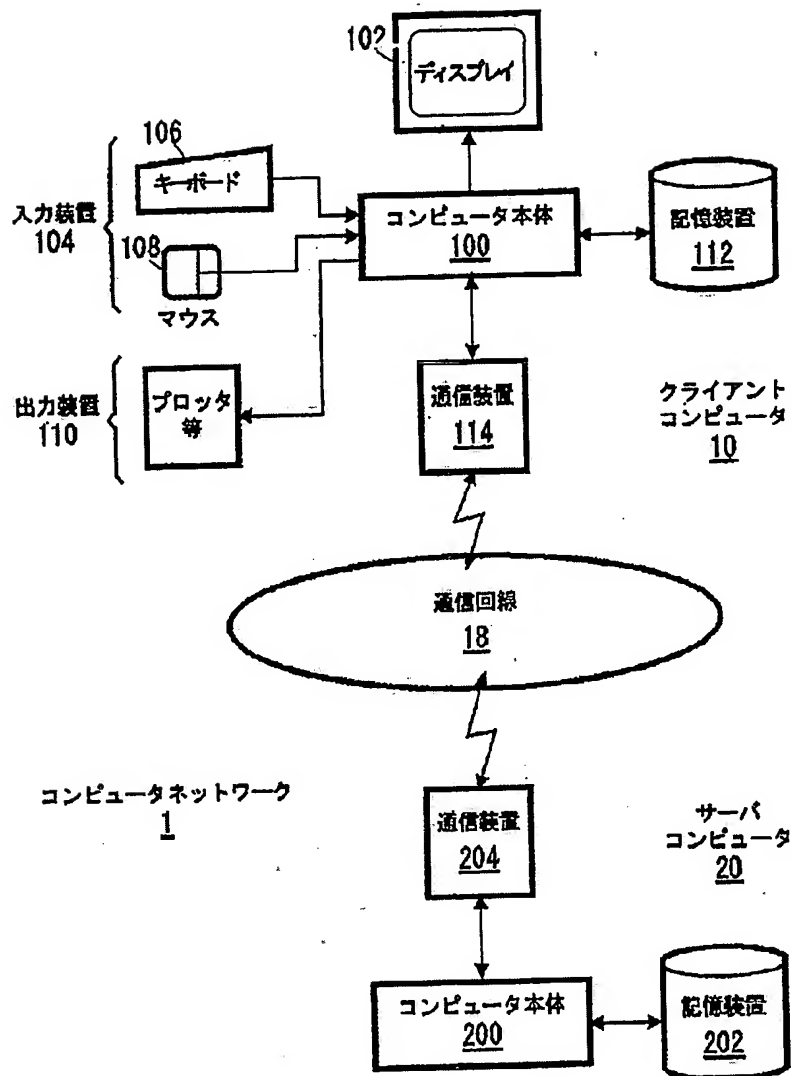 102
ディスプレイ
106
キーボード
入力装置
104
108
マウス
コンピュータ本体
100
記憶装置
112
出力装置
110
プロッタ
等
通信装置
114
クライアント
コンピュータ
10
通信回線
18
コンピュータネットワーク
1
通信装置
204
サーバ
コンピュータ
20
コンピュータ本体
200
記憶装置
202